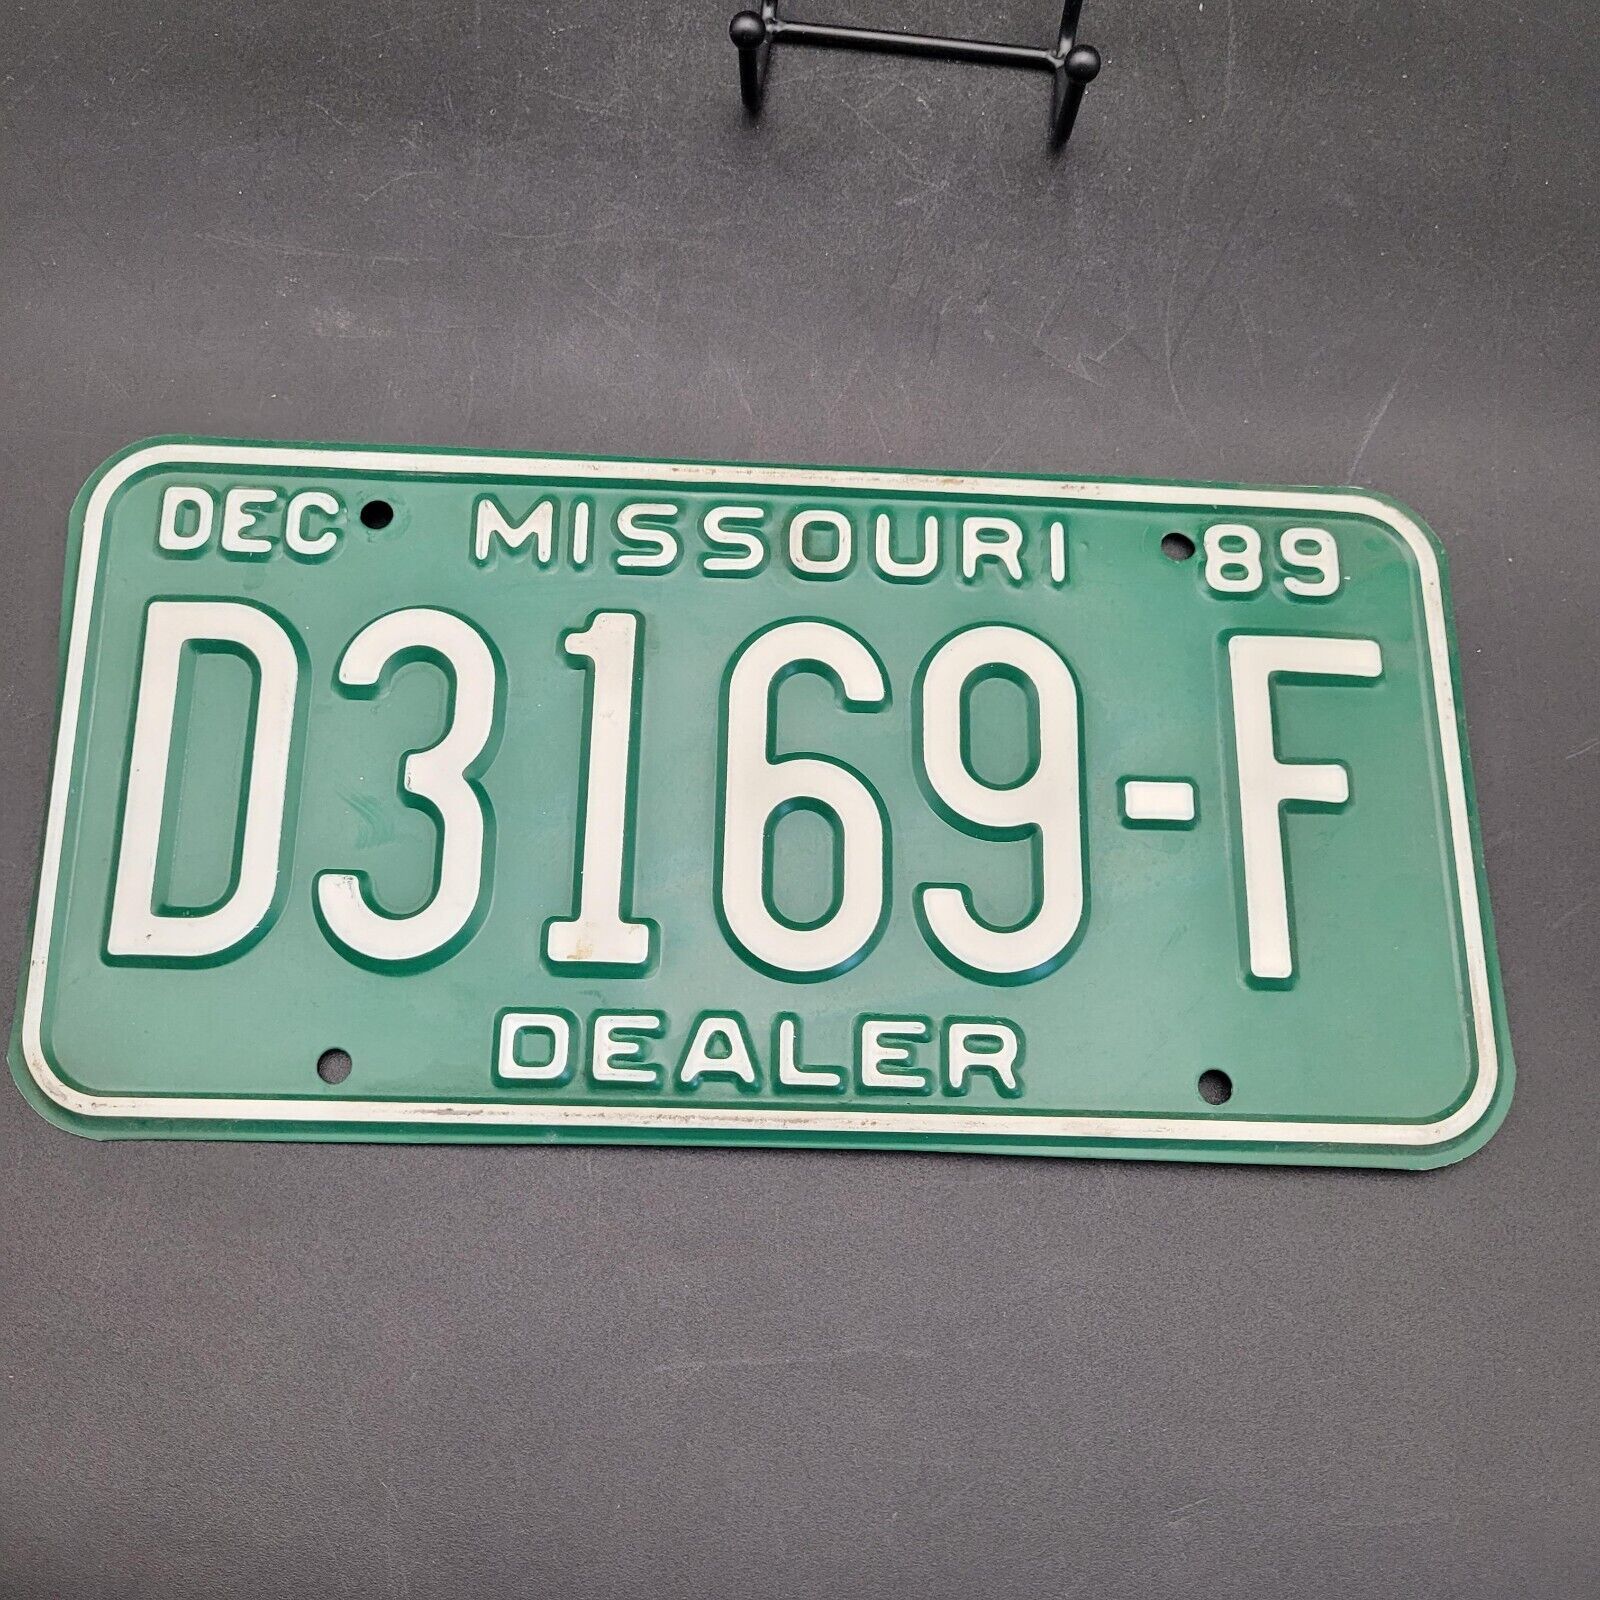 DEC MISSOURI 89
D3169-F
DEALER